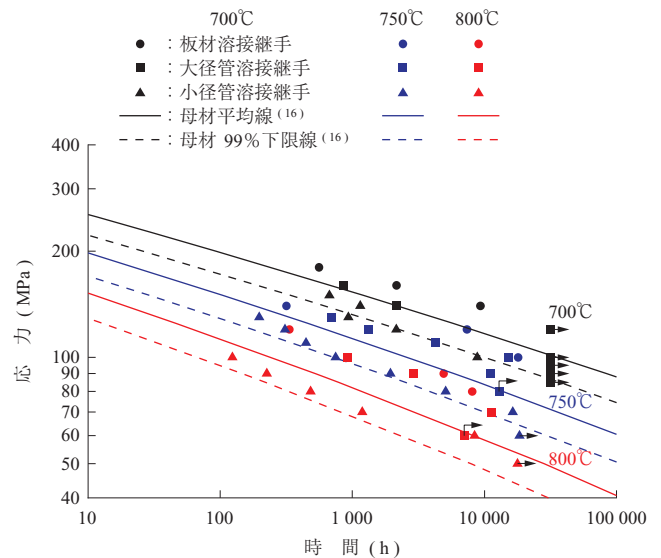 700℃ 750℃ 800℃
：板材溶接継手
：大径管溶接継手
：小径管溶接継手
：母材平均線(16)
：母材 99％下限線(16)
400
300
200
100
90
80
70
60
50
40
応 力 (MPa)
700℃
750℃
800℃
10 100 1 000 10 000 100 000
時 間 (h)